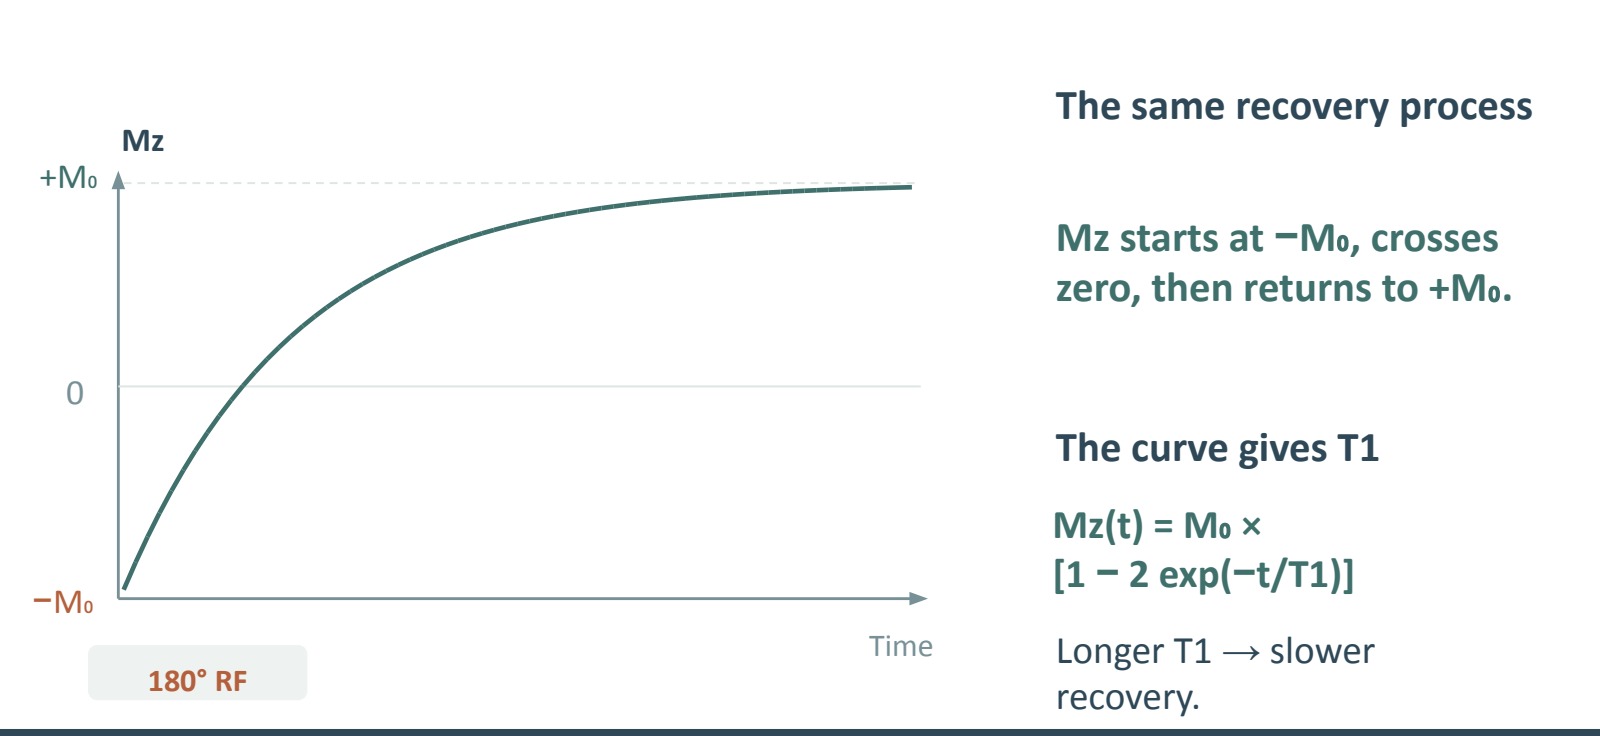 Mz
+M₀
0
−M₀
Time
180° RF
The same recovery process
Mz starts at −M₀, crosses
zero, then returns to +M₀.
The curve gives T1
Mz(t) = M₀ ×
[1 − 2 exp(−t/T1)]
Longer T1 → slower
recovery.